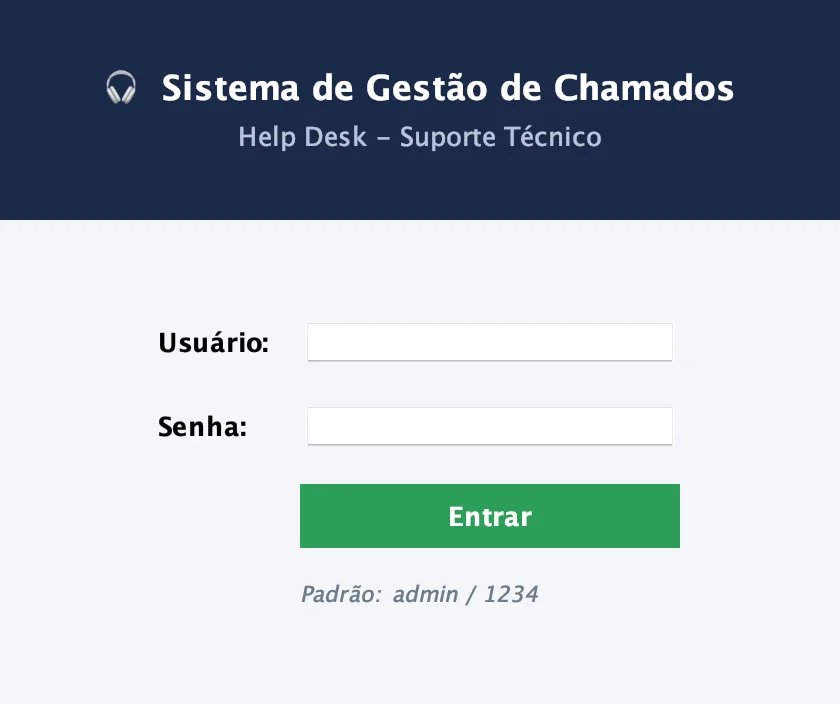 Sistema de Gestão de Chamados
Help Desk – Suporte Técnico
Usuário:
Senha:
Entrar
Padrão: admin / 1234